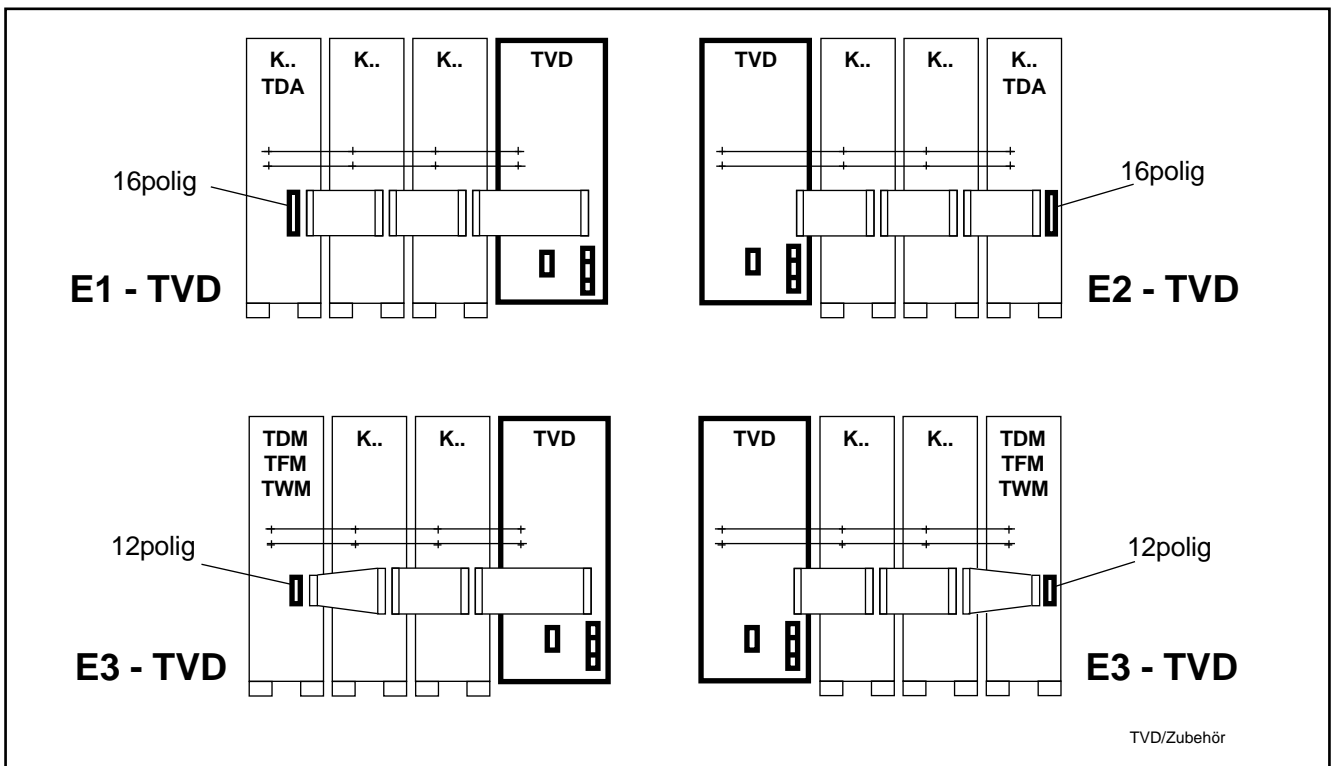 K..
TDA
K..
K..
TVD
16polig
E1 - TVD
TVD
K..
K..
K..
TDA
16polig
E2 - TVD
TDM
TFM
TWM
K..
K..
TVD
12polig
E3 - TVD
TVD
K..
K..
TDM
TFM
TWM
12polig
E3 - TVD
TVD/Zubehör